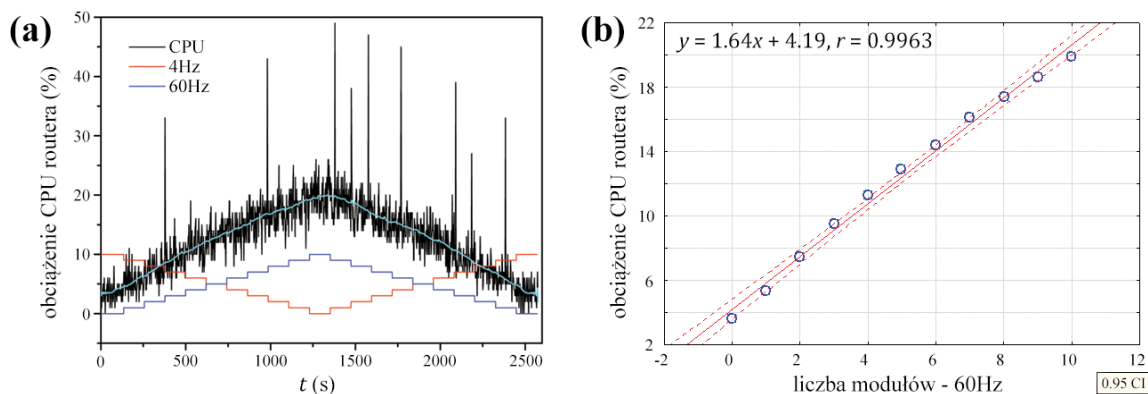 (a)
obciążenie CPU routera (%)
50
40
30
20
10
0
CPU
4Hz
60Hz
0 500 1000 1500 2000 2500
t (s)
(b)
obciążenie CPU routera (%)
22
18
14
10
6
2
y = 1.64x + 4.19, r = 0.9963
-2 0 2 4 6 8 10 12
liczba modułów - 60Hz
0.95 CI